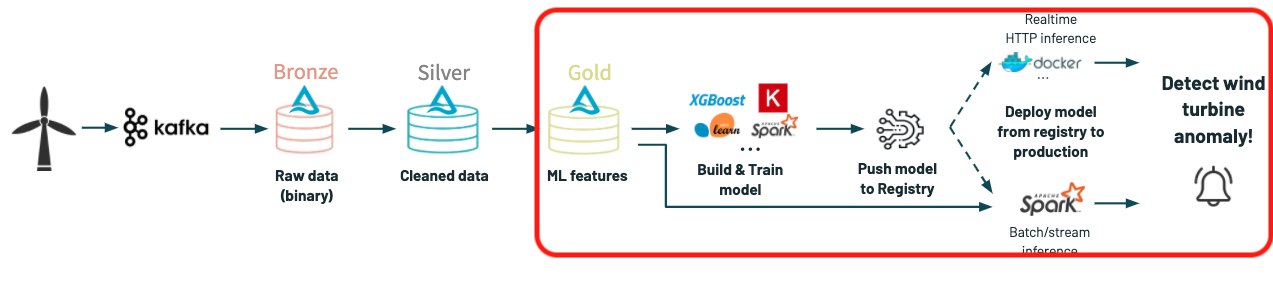 kafka
Bronze
Raw data
(binary)
Silver
Cleaned data
Gold
ML features
XGBoost
K
learn
APACHE
Spark
...
Build & Train
model
Push model
to Registry
Realtime
HTTP inference
docker
...
Deploy model
from registry to
production
APACHE
Spark
Batch/stream
inference
Detect wind
turbine
anomaly!